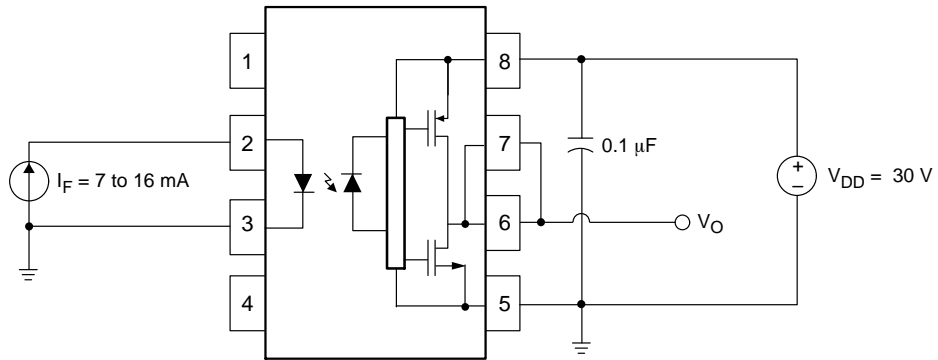 1
8
2
7
I_F = 7 to 16 mA
0.1 μF
+
−
V_DD = 30 V
3
6
V_O
4
5